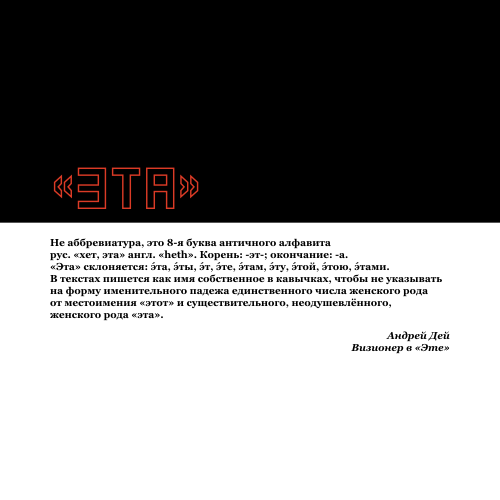 «ЭТА»
Не аббревиатура, это 8-я буква античного алфавита
рус. «хет, эта» англ. «heth». Корень: -эт-; окончание: -а.
«Эта» склоняется: э́та, э́ты, э́т, э́те, э́там, э́ту, э́той, э́тою, э́тами.
В текстах пишется как имя собственное в кавычках, чтобы не указывать
на форму именительного падежа единственного числа женского рода
от местоимения «этот» и существительного, неодушевлённого,
женского рода «эта».
Андрей Дей
Визионер в «Эте»